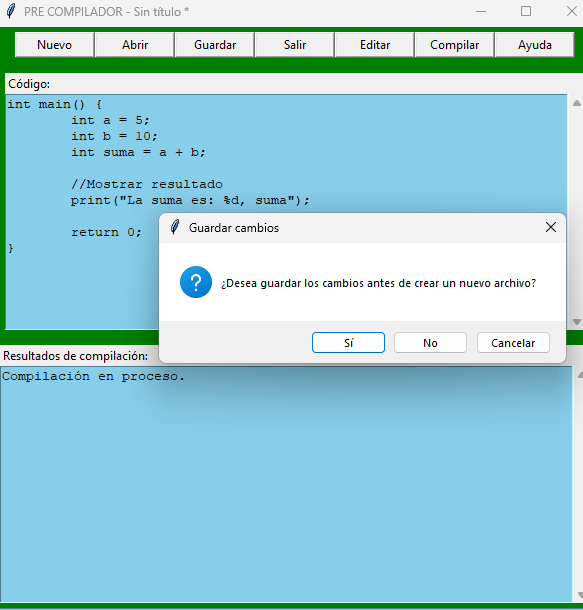 PRE COMPILADOR - Sin título *
Nuevo Abrir Guardar Salir Editar Compilar Ayuda
Código:
int main() {
        int a = 5;
        int b = 10;
        int suma = a + b;
        //Mostrar resultado
        print("La suma es: %d, suma");
        return 0;
}
Guardar cambios
¿Desea guardar los cambios antes de crear un nuevo archivo?
Sí No Cancelar
Resultados de compilación:
Compilación en proceso.